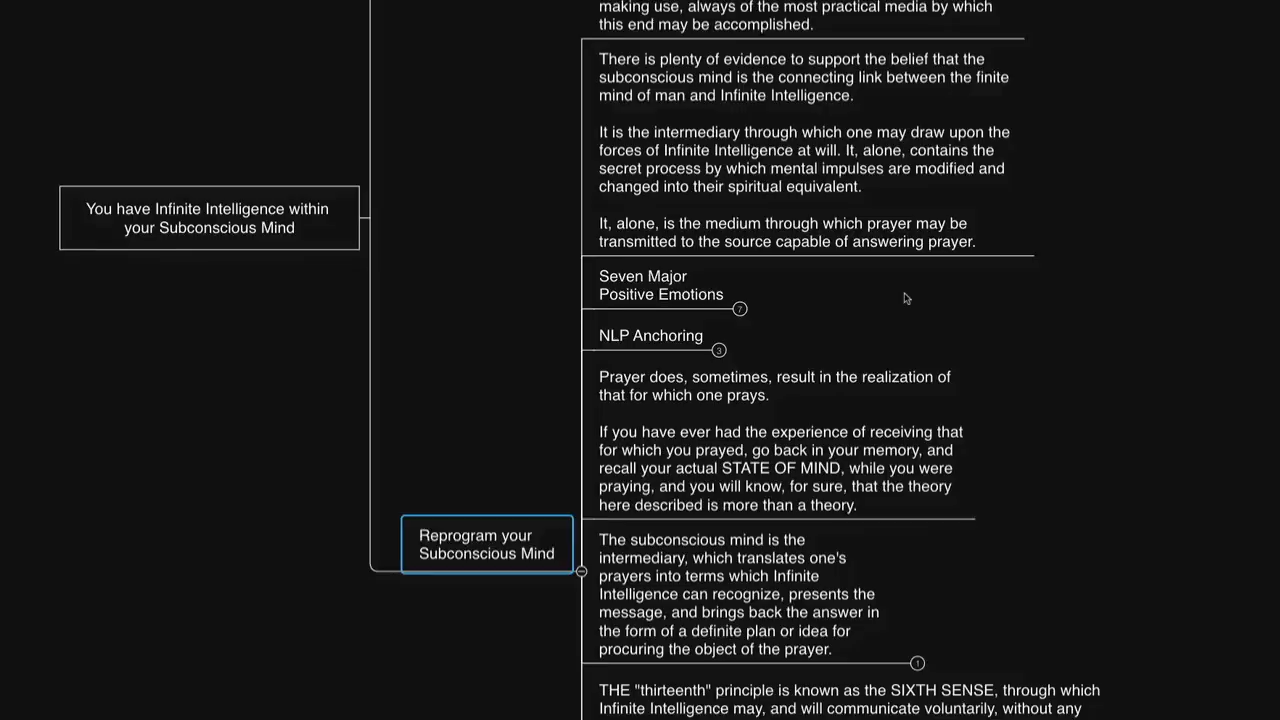 making use, always of the most practical media by which
this end may be accomplished.
There is plenty of evidence to support the belief that the
subconscious mind is the connecting link between the finite
mind of man and Infinite Intelligence.
It is the intermediary through which one may draw upon the
forces of Infinite Intelligence at will. It, alone, contains the
secret process by which mental impulses are modified and
changed into their spiritual equivalent.
It, alone, is the medium through which prayer may be
transmitted to the source capable of answering prayer.
You have Infinite Intelligence within
your Subconscious Mind
Seven Major
Positive Emotions
7
NLP Anchoring
3
Prayer does, sometimes, result in the realization of
that for which one prays.
If you have ever had the experience of receiving that
for which you prayed, go back in your memory, and
recall your actual STATE OF MIND, while you were
praying, and you will know, for sure, that the theory
here described is more than a theory.
Reprogram your
Subconscious Mind
The subconscious mind is the
intermediary, which translates one's
prayers into terms which Infinite
Intelligence can recognize, presents the
message, and brings back the answer in
the form of a definite plan or idea for
procuring the object of the prayer.
1
THE "thirteenth" principle is known as the SIXTH SENSE, through which
Infinite Intelligence may, and will communicate voluntarily, without any